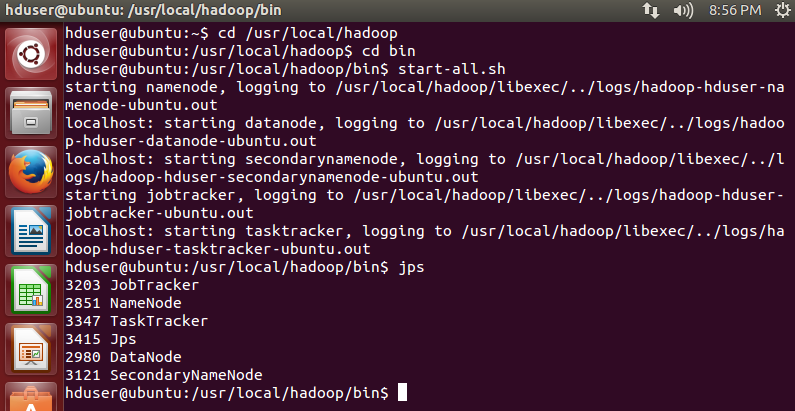 hduser@ubuntu: /usr/local/hadoop/bin
8:56 PM
hduser@ubuntu:~$ cd /usr/local/hadoop
hduser@ubuntu:/usr/local/hadoop$ cd bin
hduser@ubuntu:/usr/local/hadoop/bin$ start-all.sh
starting namenode, logging to /usr/local/hadoop/libexec/../logs/hadoop-hduser-na
menode-ubuntu.out
localhost: starting datanode, logging to /usr/local/hadoop/libexec/../logs/hadoo
p-hduser-datanode-ubuntu.out
localhost: starting secondarynamenode, logging to /usr/local/hadoop/libexec/../l
ogs/hadoop-hduser-secondarynamenode-ubuntu.out
starting jobtracker, logging to /usr/local/hadoop/libexec/../logs/hadoop-hduser-
jobtracker-ubuntu.out
localhost: starting tasktracker, logging to /usr/local/hadoop/libexec/../logs/ha
doop-hduser-tasktracker-ubuntu.out
hduser@ubuntu:/usr/local/hadoop/bin$ jps
3203 JobTracker
2851 NameNode
3347 TaskTracker
3415 Jps
2980 DataNode
3121 SecondaryNameNode
hduser@ubuntu:/usr/local/hadoop/bin$